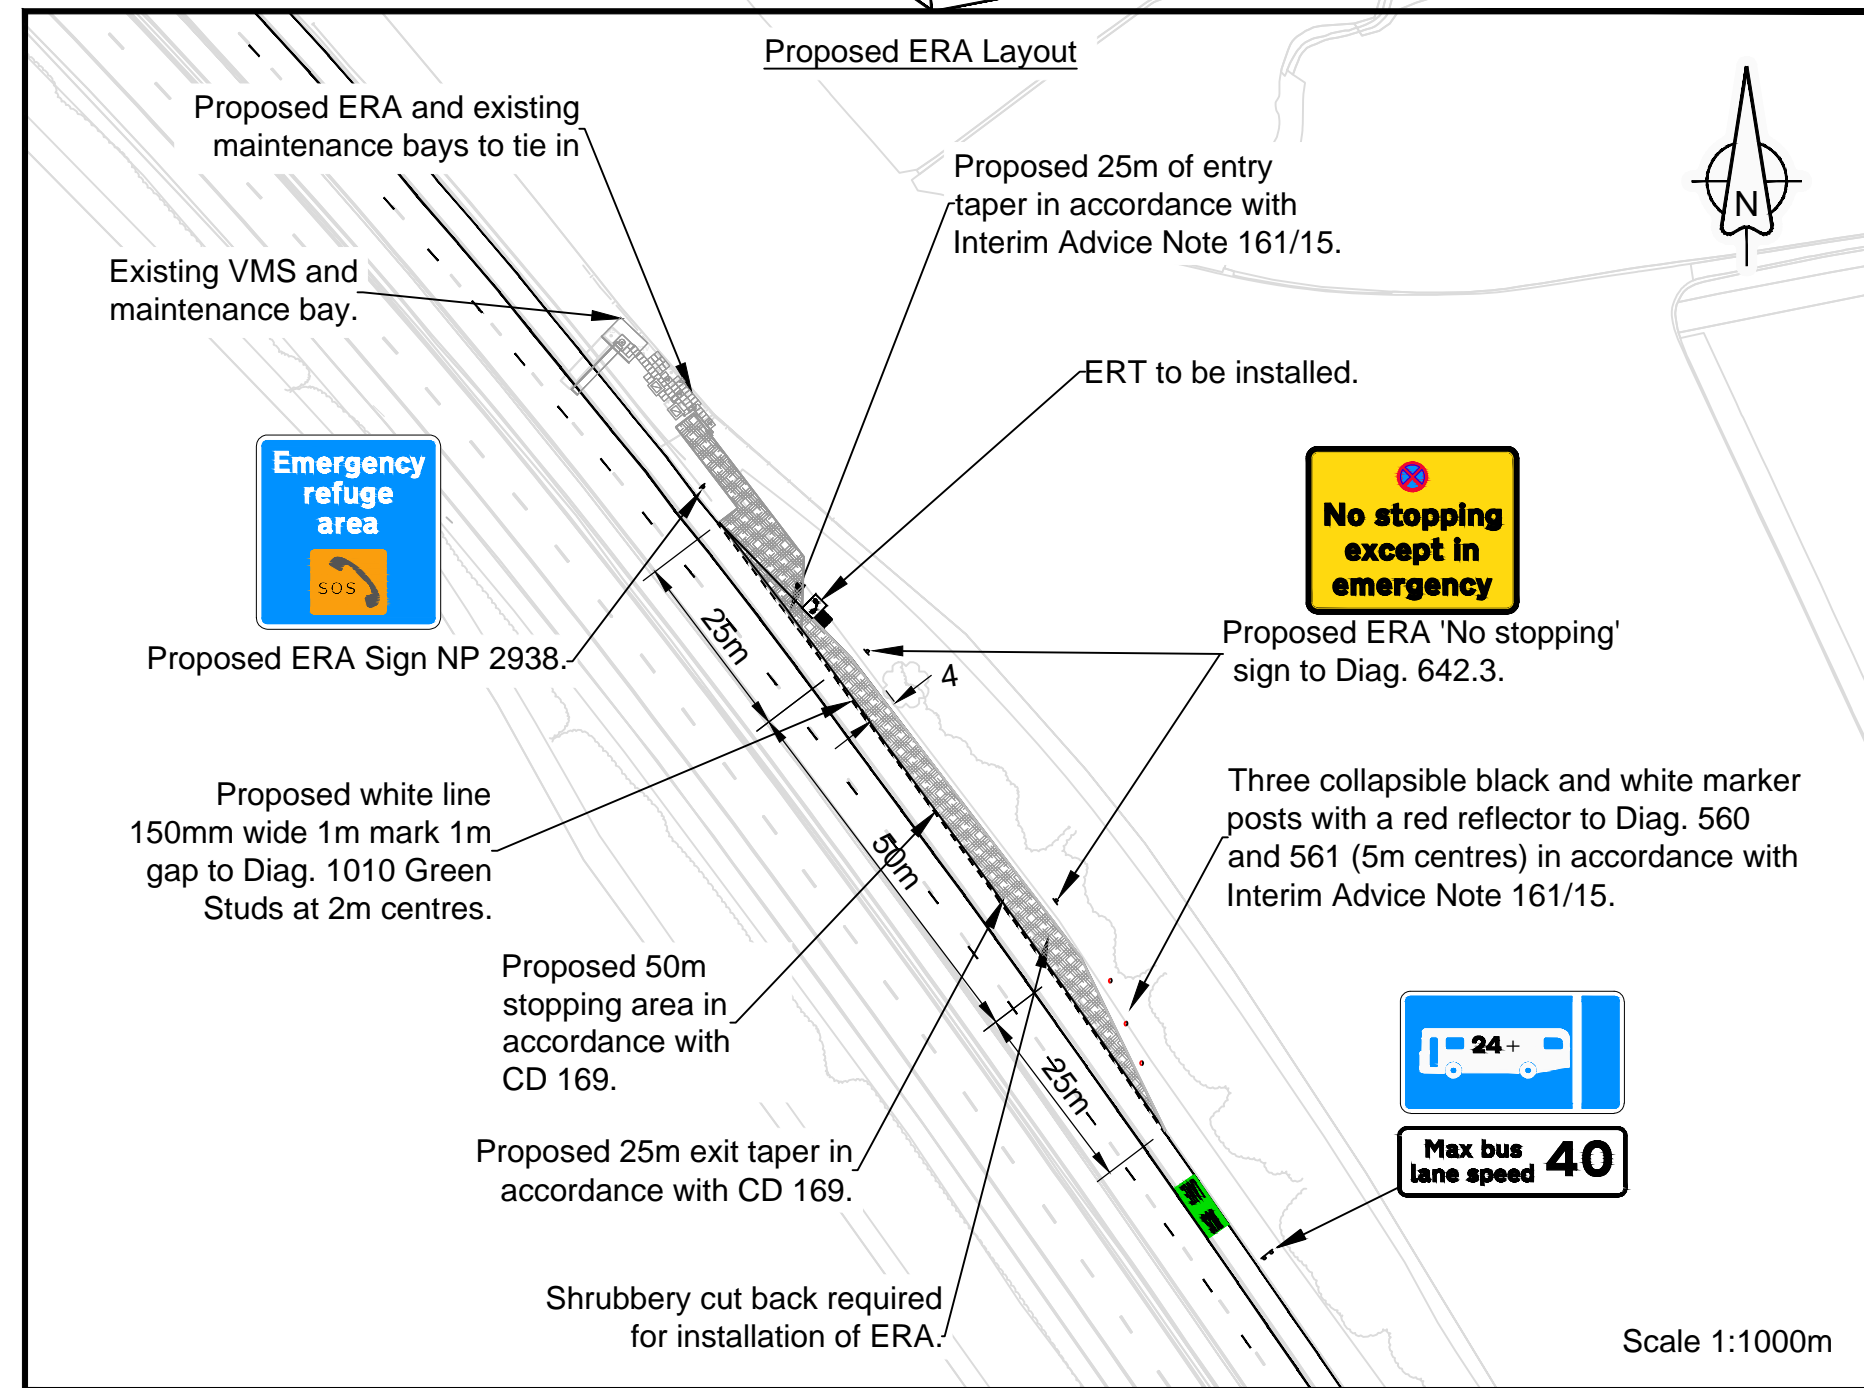 Proposed ERA Layout
Proposed ERA and existing
maintenance bays to tie in
Proposed 25m of entry
taper in accordance with
Interim Advice Note 161/15.
N
Existing VMS and
maintenance bay.
ERT to be installed.
Emergency
refuge
area
SOS
No stopping
except in
emergency
Proposed ERA Sign NP 2938.
Proposed ERA 'No stopping'
sign to Diag. 642.3.
25m
4
Proposed white line
150mm wide 1m mark 1m
gap to Diag. 1010 Green
Studs at 2m centres.
Three collapsible black and white marker
posts with a red reflector to Diag. 560
and 561 (5m centres) in accordance with
Interim Advice Note 161/15.
50m
Proposed 50m
stopping area in
accordance with
CD 169.
24+
25m
Proposed 25m exit taper in
accordance with CD 169.
Max bus
lane speed 40
Shrubbery cut back required
for installation of ERA.
Scale 1:1000m